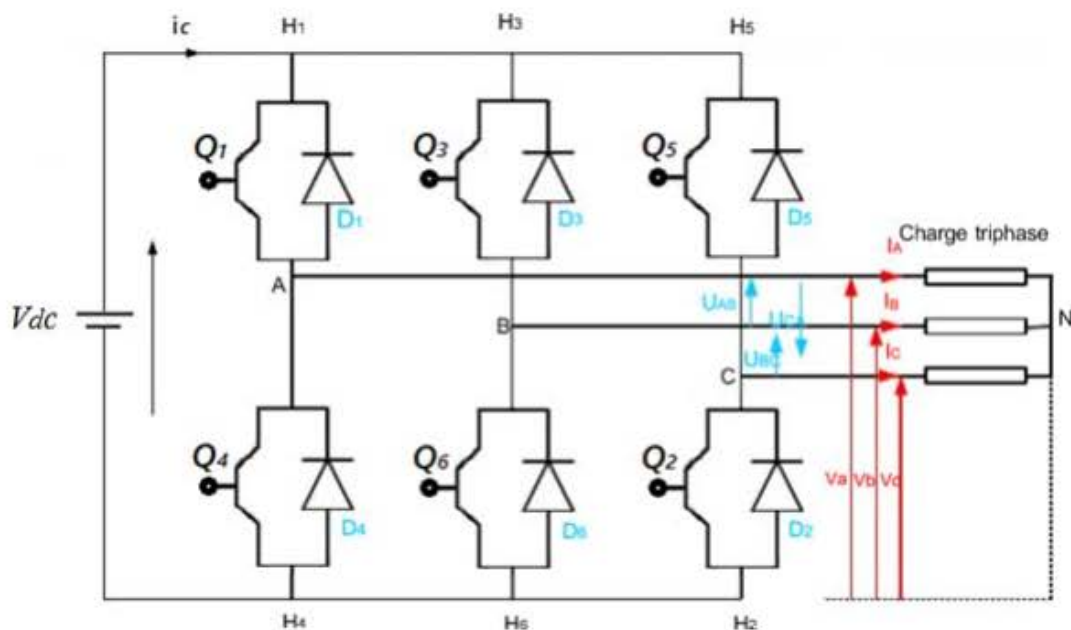 ic H1 H3 H5
Q1 Q3 Q5
D1 D3 D5
Charge triphase
IA
A
UAB IB
Vdc B UCA N
UBC IC
C
Q4 Q6 Q2
Va Vb Vc
D4 D6 D2
H4 H6 H2